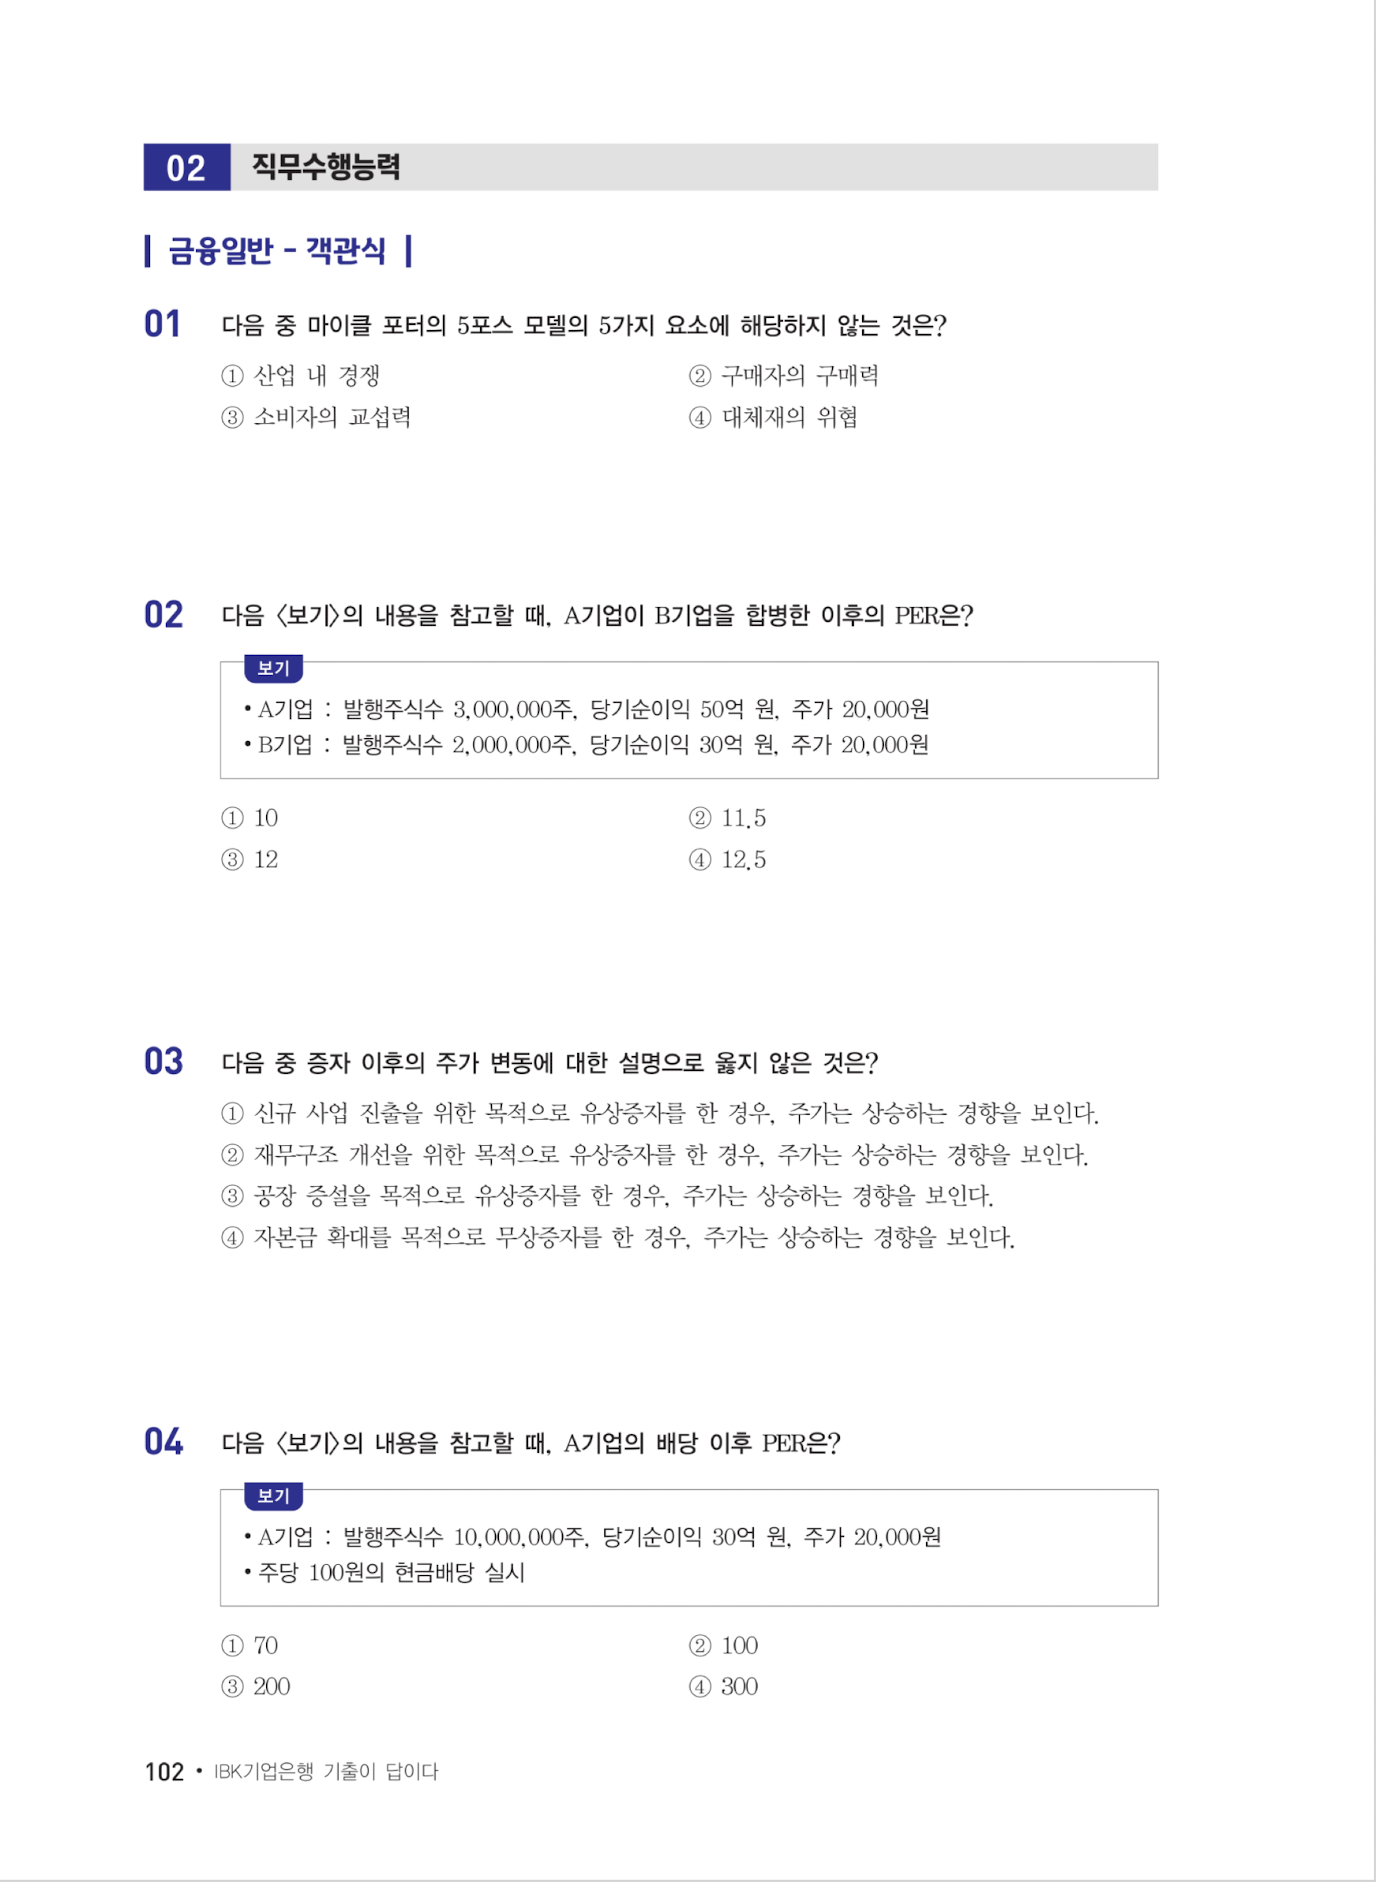 02 직무수행능력
금융일반 - 객관식
01 다음 중 마이클 포터의 5포스 모델의 5가지 요소에 해당하지 않는 것은?
① 산업 내 경쟁 ② 구매자의 구매력
③ 소비자의 교섭력 ④ 대체재의 위협
02 다음 〈보기〉의 내용을 참고할 때, A기업이 B기업을 합병한 이후의 PER은?
보기
• A기업 : 발행주식수 3,000,000주, 당기순이익 50억 원, 주가 20,000원
• B기업 : 발행주식수 2,000,000주, 당기순이익 30억 원, 주가 20,000원
① 10 ② 11.5
③ 12 ④ 12.5
03 다음 중 증자 이후의 주가 변동에 대한 설명으로 옳지 않은 것은?
① 신규 사업 진출을 위한 목적으로 유상증자를 한 경우, 주가는 상승하는 경향을 보인다.
② 재무구조 개선을 위한 목적으로 유상증자를 한 경우, 주가는 상승하는 경향을 보인다.
③ 공장 증설을 목적으로 유상증자를 한 경우, 주가는 상승하는 경향을 보인다.
④ 자본금 확대를 목적으로 무상증자를 한 경우, 주가는 상승하는 경향을 보인다.
04 다음 〈보기〉의 내용을 참고할 때, A기업의 배당 이후 PER은?
보기
• A기업 : 발행주식수 10,000,000주, 당기순이익 30억 원, 주가 20,000원
• 주당 100원의 현금배당 실시
① 70 ② 100
③ 200 ④ 300
102 • IBK기업은행 기출이 답이다